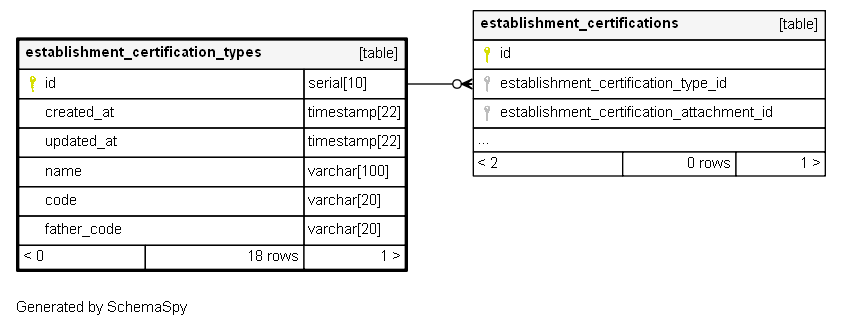 establishment_certification_types [table]
id serial[10]
created_at timestamp[22]
updated_at timestamp[22]
name varchar[100]
code varchar[20]
father_code varchar[20]
< 0 18 rows 1 >
establishment_certifications [table]
id
establishment_certification_type_id
establishment_certification_attachment_id
...
< 2 0 rows 1 >
Generated by SchemaSpy